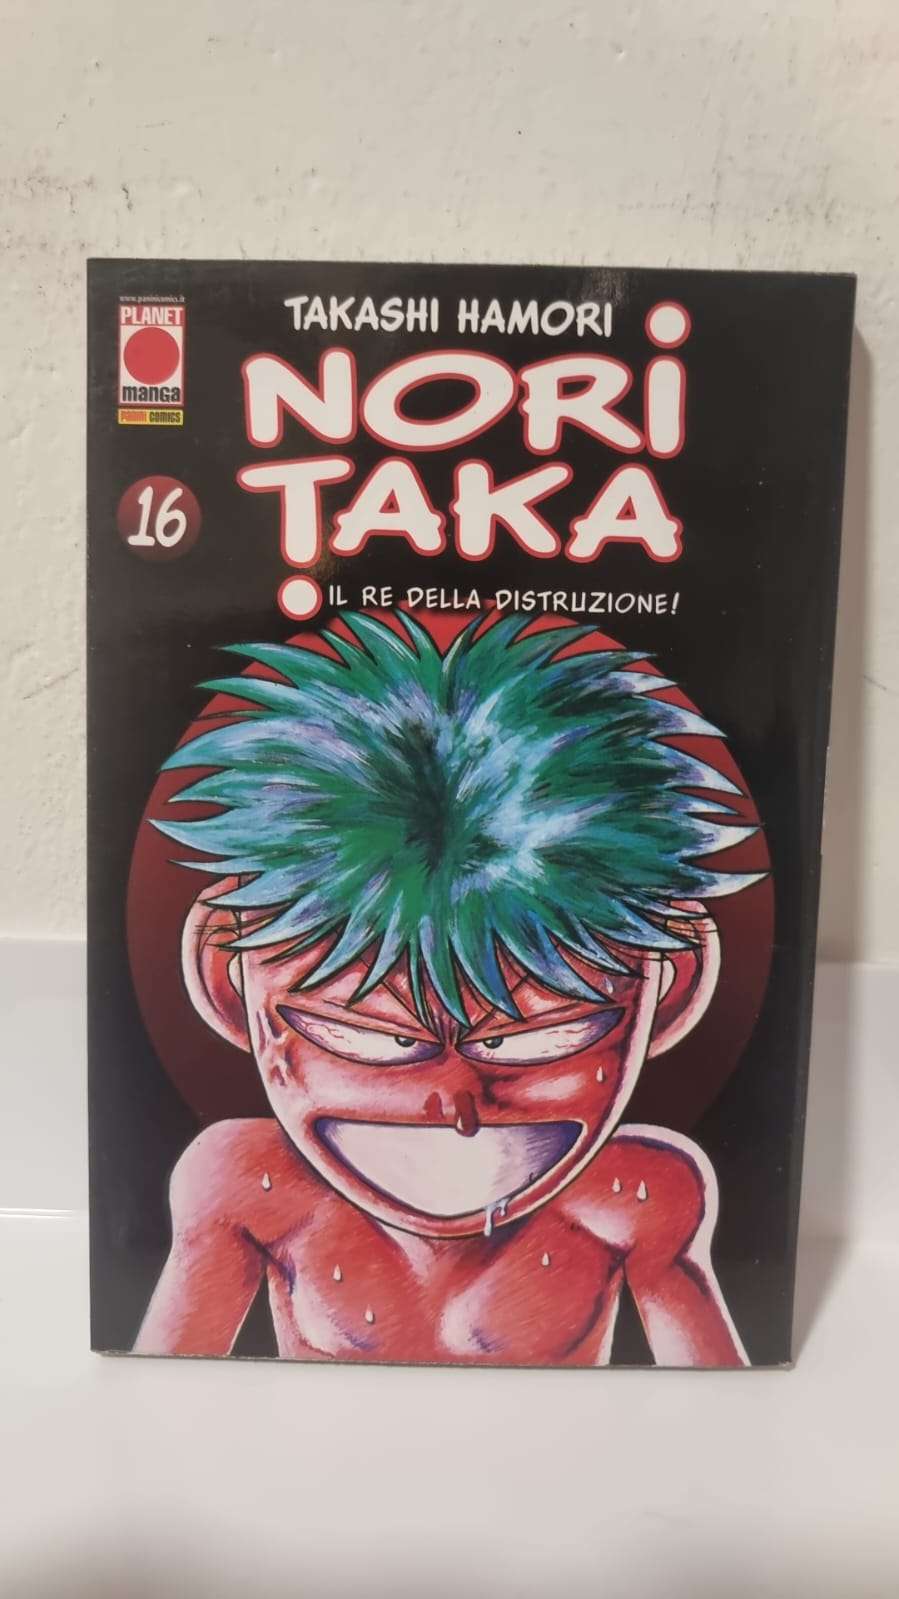 www.paninicomics.it
PLANET
manga
PANINI COMICS
TAKASHI HAMORI
NORI
TAKA
16
IL RE DELLA DISTRUZIONE!